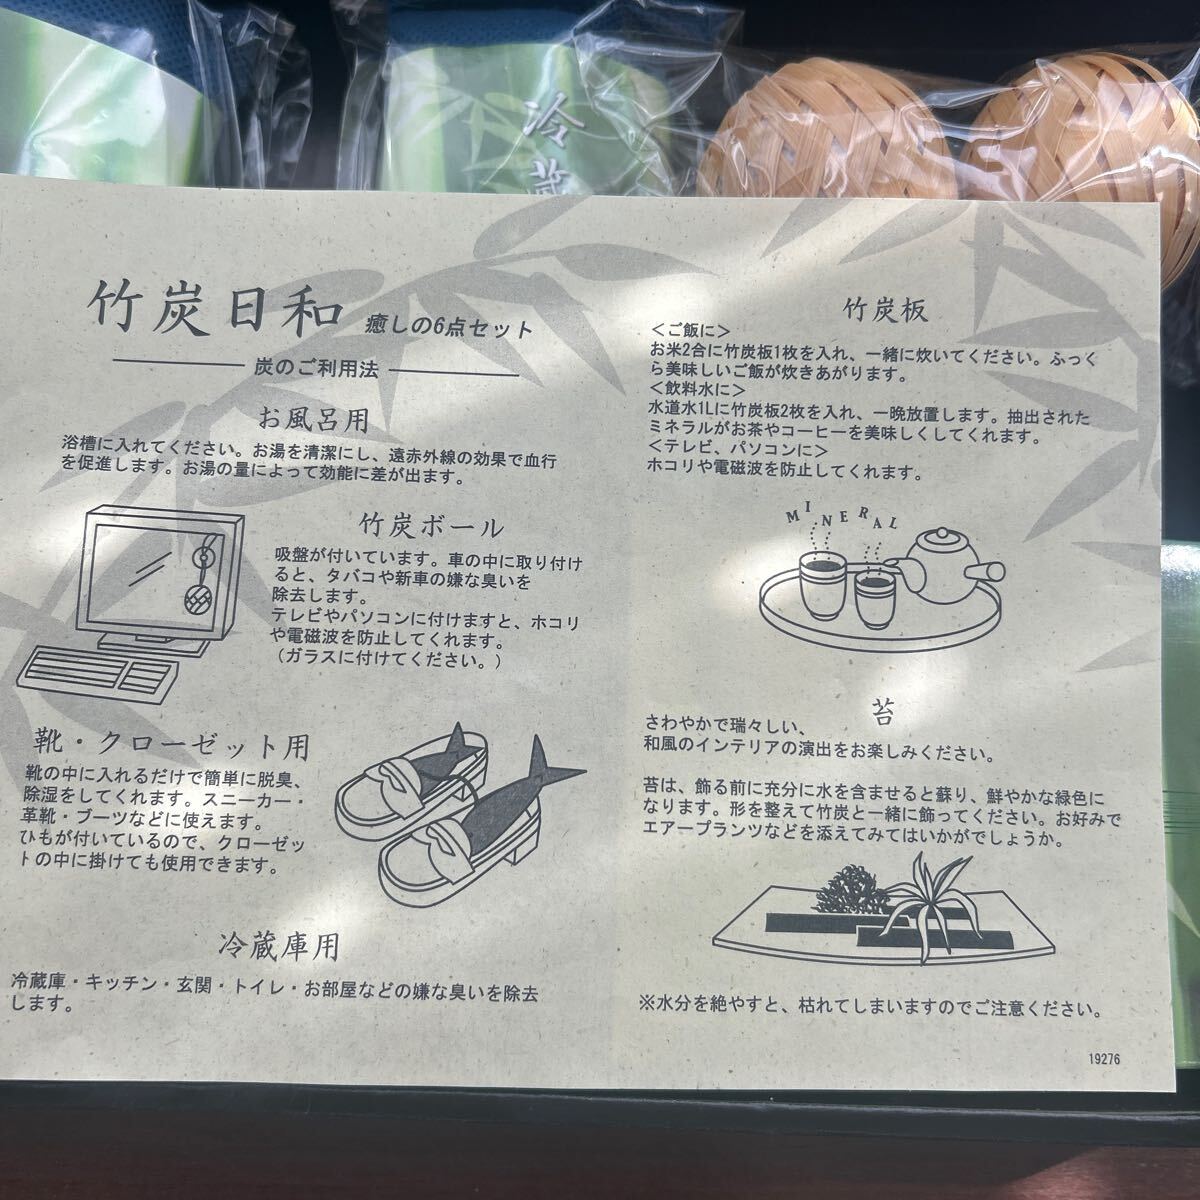 冷蔵
竹炭日和 癒しの6点セット
炭のご利用法
お風呂用
浴槽に入れてください。お湯を清潔にし、遠赤外線の効果で血行
を促進します。お湯の量によって効能に差が出ます。
竹炭ボール
吸盤が付いています。車の中に取り付け
ると、タバコや新車の嫌な臭いを
除去します。
テレビやパソコンに付けますと、ホコリ
や電磁波を防止してくれます。
（ガラスに付けてください。）
靴・クローゼット用
靴の中に入れるだけで簡単に脱臭、
除湿をしてくれます。スニーカー・
革靴・ブーツなどに使えます。
ひもが付いているので、クローゼッ
トの中に掛けても使用できます。
冷蔵庫用
冷蔵庫・キッチン・玄関・トイレ・お部屋などの嫌な臭いを除去
します。
竹炭板
＜ご飯に＞
お米2合に竹炭板1枚を入れ、一緒に炊いてください。ふっく
ら美味しいご飯が炊きあがります。
＜飲料水に＞
水道水1Lに竹炭板2枚を入れ、一晩放置します。抽出された
ミネラルがお茶やコーヒーを美味しくしてくれます。
＜テレビ、パソコンに＞
ホコリや電磁波を防止してくれます。
MINERAL
苔
さわやかで瑞々しい、
和風のインテリアの演出をお楽しみください。
苔は、飾る前に充分に水を含ませると蘇り、鮮やかな緑色に
なります。形を整えて竹炭と一緒に飾ってください。お好みで
エアープランツなどを添えてみてはいかがでしょうか。
※水分を絶やすと、枯れてしまいますのでご注意ください。
19276